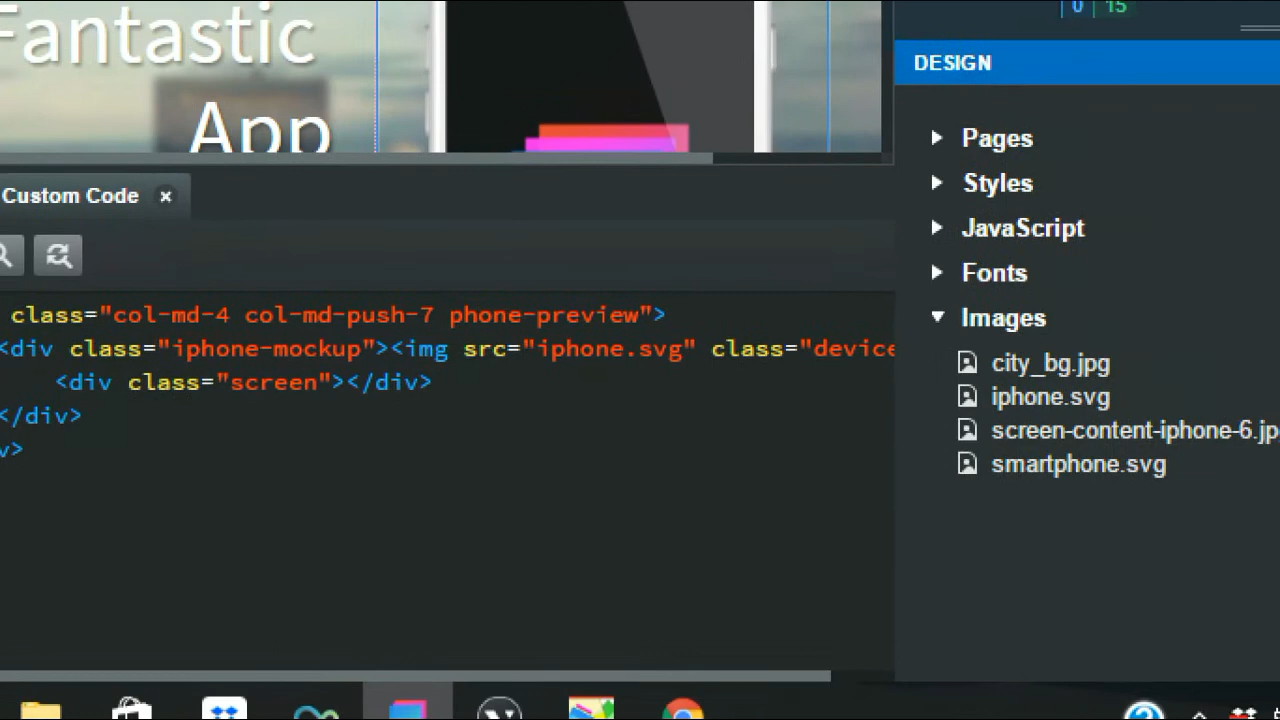 0 15
Fantastic
App
DESIGN
Pages
Styles
JavaScript
Fonts
Images
city_bg.jpg
iphone.svg
screen-content-iphone-6.jp
smartphone.svg
Custom Code ×
class="col-md-4 col-md-push-7 phone-preview">
<div class="iphone-mockup"><img src="iphone.svg" class="device
<div class="screen"></div>
</div>
v>